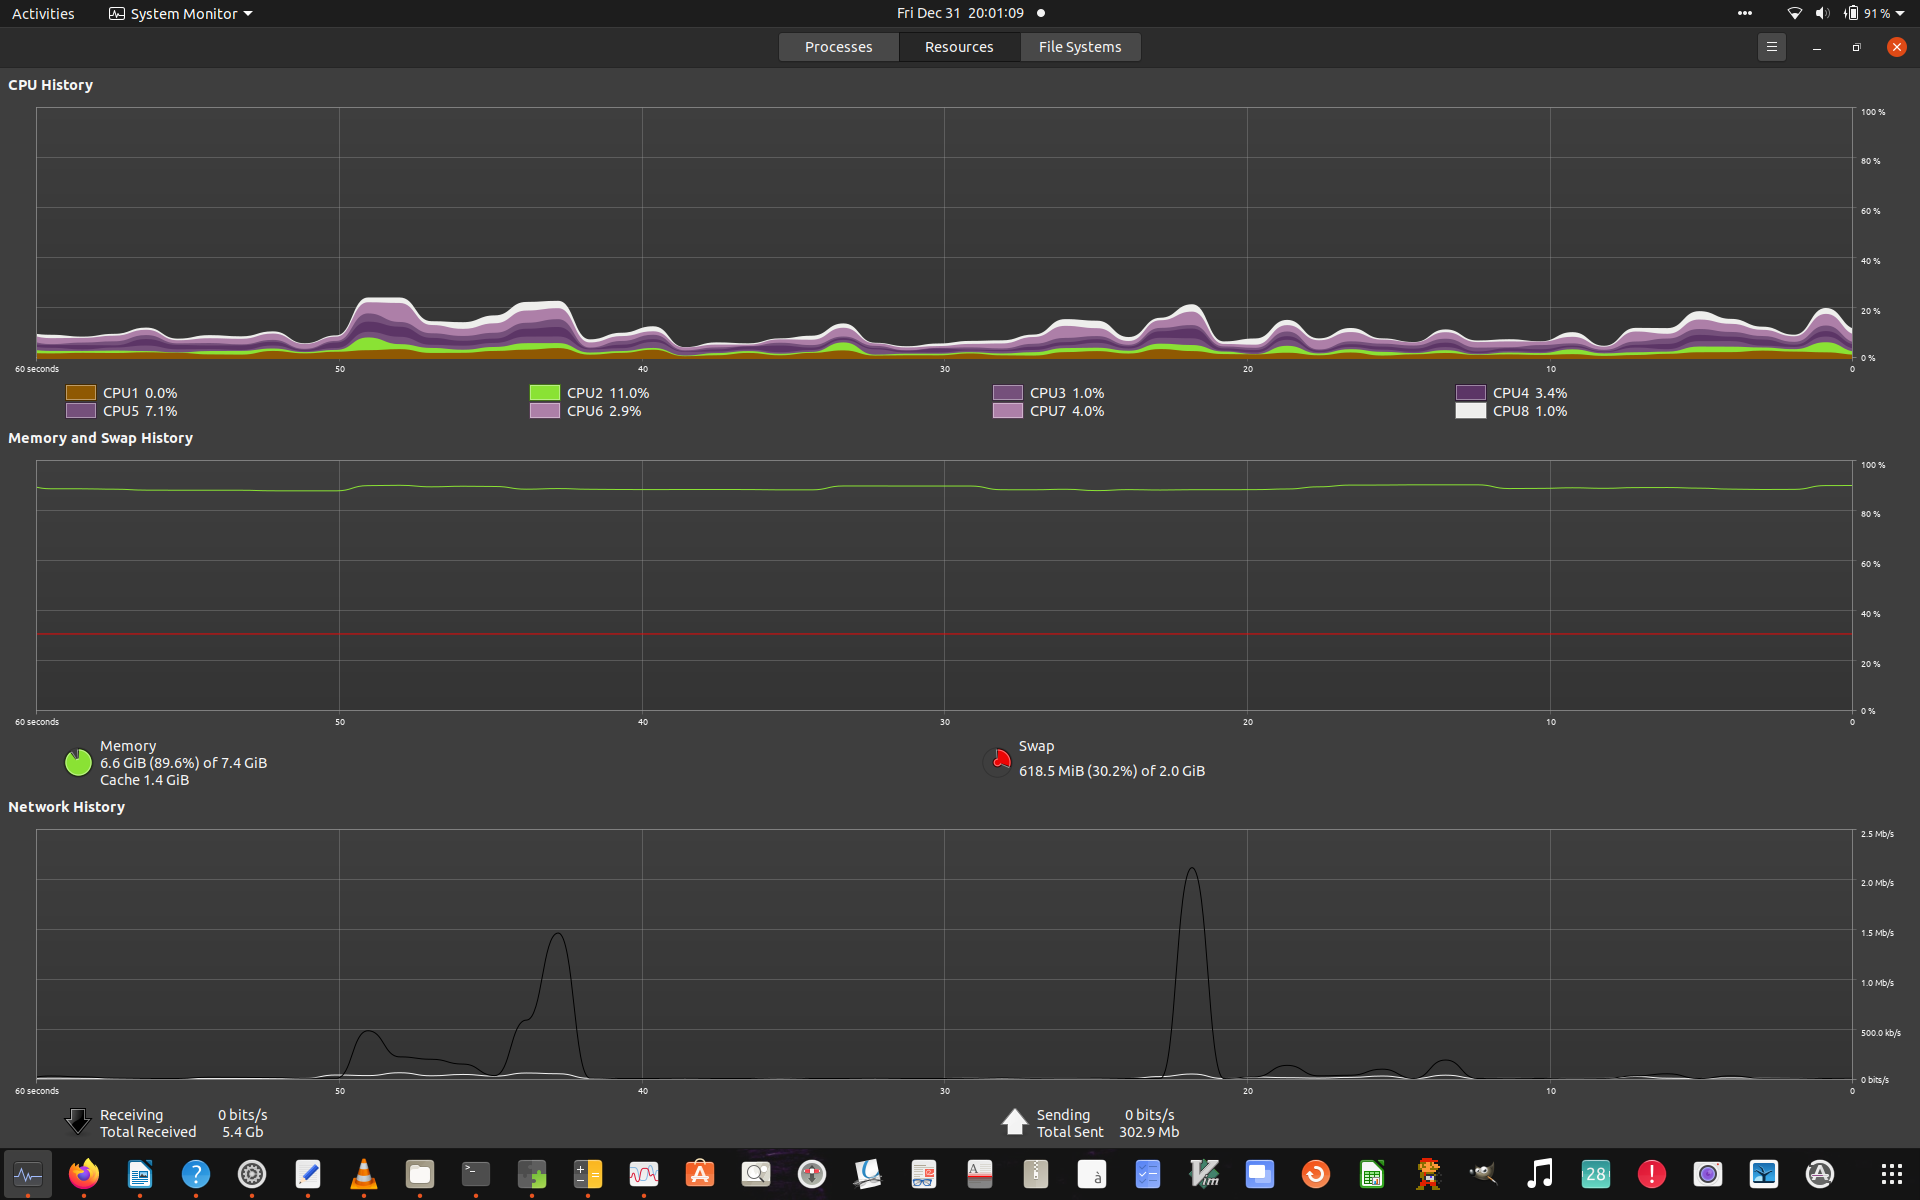 Activities System Monitor Fri Dec 31 20:01:09 91 %
Processes Resources File Systems
CPU History
100 %
80 %
60 %
40 %
20 %
0 %
60 seconds 50 40 30 20 10 0
CPU1 0.0% CPU2 11.0% CPU3 1.0% CPU4 3.4%
CPU5 7.1% CPU6 2.9% CPU7 4.0% CPU8 1.0%
Memory and Swap History
100 %
80 %
60 %
40 %
20 %
0 %
60 seconds 50 40 30 20 10 0
Memory
6.6 GiB (89.6%) of 7.4 GiB
Cache 1.4 GiB
Swap
618.5 MiB (30.2%) of 2.0 GiB
Network History
2.5 Mb/s
2.0 Mb/s
1.5 Mb/s
1.0 Mb/s
500.0 kb/s
0 bits/s
60 seconds 50 40 30 20 10 0
Receiving 0 bits/s
Total Received 5.4 Gb
Sending 0 bits/s
Total Sent 302.9 Mb
28